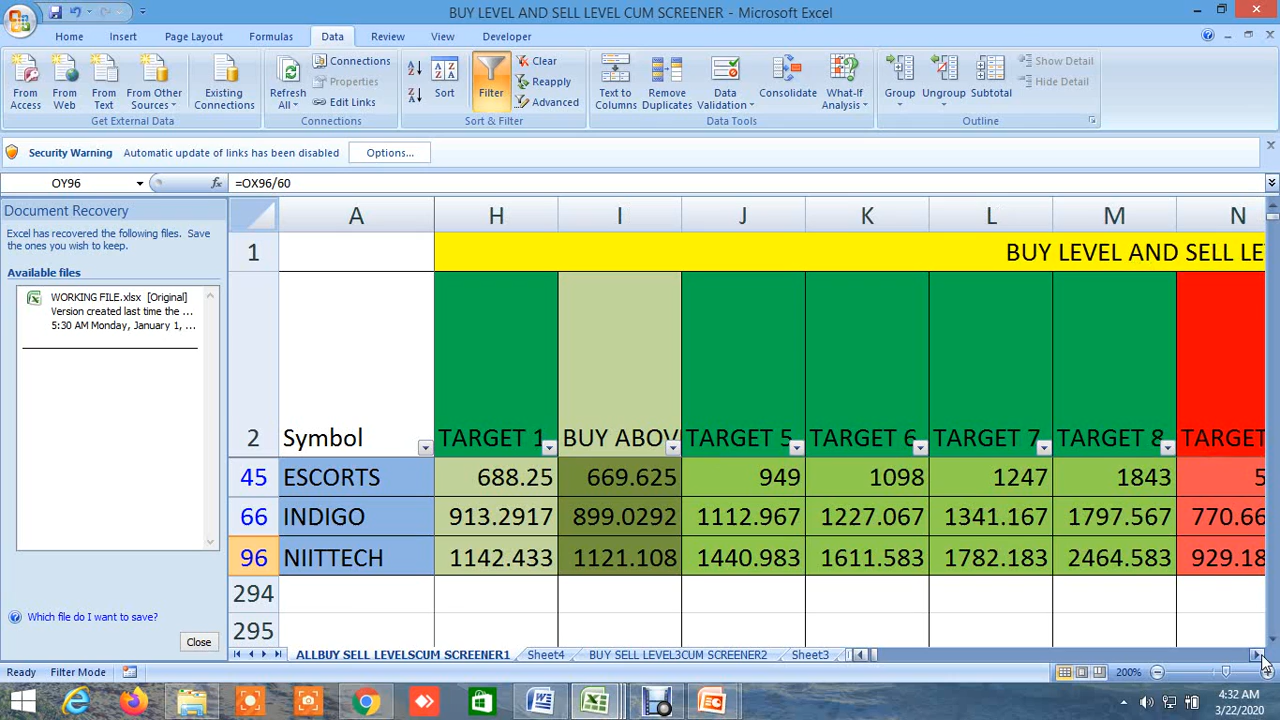 BUY LEVEL AND SELL LEVEL CUM SCREENER - Microsoft Excel
Home Insert Page Layout Formulas Data Review View Developer
From Access
From Web
From Text
From Other Sources
Existing Connections
Get External Data
Refresh All
Connections
Properties
Edit Links
Connections
Sort
Filter
Clear
Reapply
Advanced
Sort & Filter
Text to Columns
Remove Duplicates
Data Validation
Consolidate
What-If Analysis
Data Tools
Group
Ungroup
Subtotal
Show Detail
Hide Detail
Outline
Security Warning Automatic update of links has been disabled Options...
OY96 fx =OX96/60
Document Recovery
Excel has recovered the following files. Save
the ones you wish to keep.
Available files
WORKING FILE.xlsx [Original]
Version created last time the ...
5:30 AM Monday, January 1, ...
Which file do I want to save?
Close
A H I J K L M N
1 BUY LEVEL AND SELL LE
2 Symbol TARGET 1 BUY ABOV TARGET 5 TARGET 6 TARGET 7 TARGET 8 TARGET
45 ESCORTS 688.25 669.625 949 1098 1247 1843 5
66 INDIGO 913.2917 899.0292 1112.967 1227.067 1341.167 1797.567 770.66
96 NIITTECH 1142.433 1121.108 1440.983 1611.583 1782.183 2464.583 929.18
294
295
ALLBUY SELL LEVELSCUM SCREENER1 Sheet4 BUY SELL LEVEL3CUM SCREENER2 Sheet3
Ready Filter Mode 200%
4:32 AM
3/22/2020